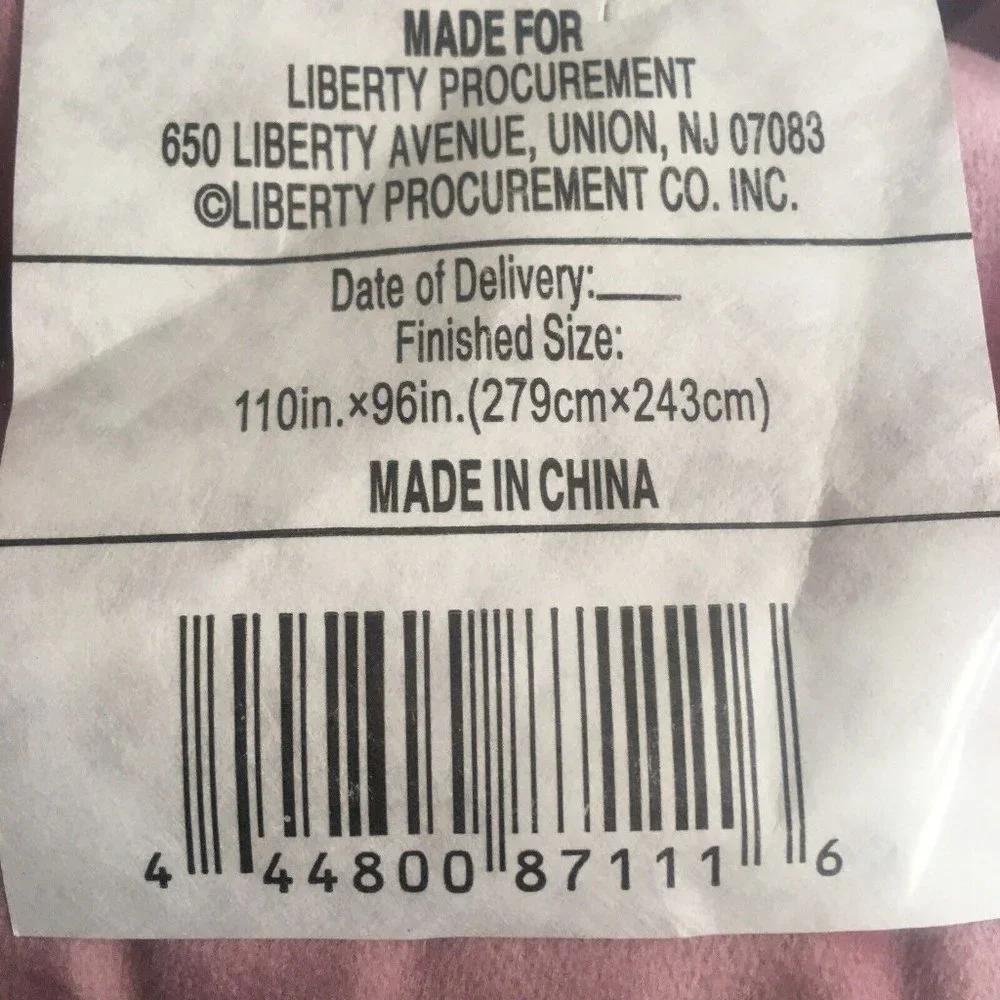 MADE FOR
LIBERTY PROCUREMENT
650 LIBERTY AVENUE, UNION, NJ 07083
©LIBERTY PROCUREMENT CO. INC.
Date of Delivery:____
Finished Size:
110in.×96in.(279cm×243cm)
MADE IN CHINA
4 44800 87111 6